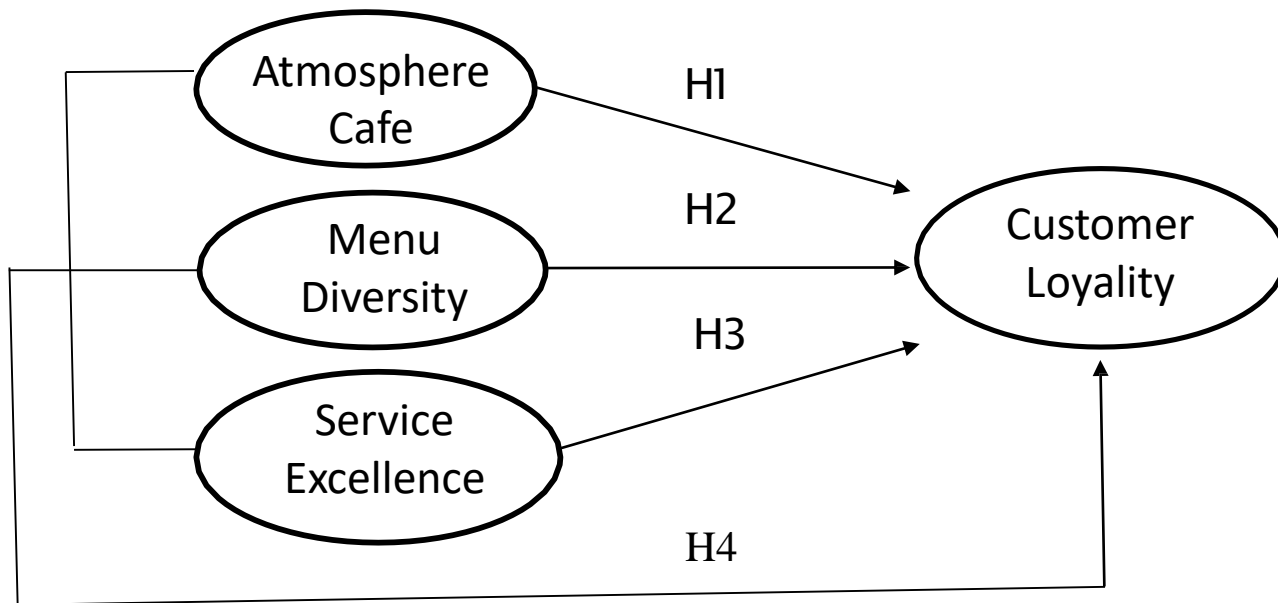 Atmosphere
Cafe
H1
H2
Menu
Diversity
Customer
Loyality
H3
Service
Excellence
H4